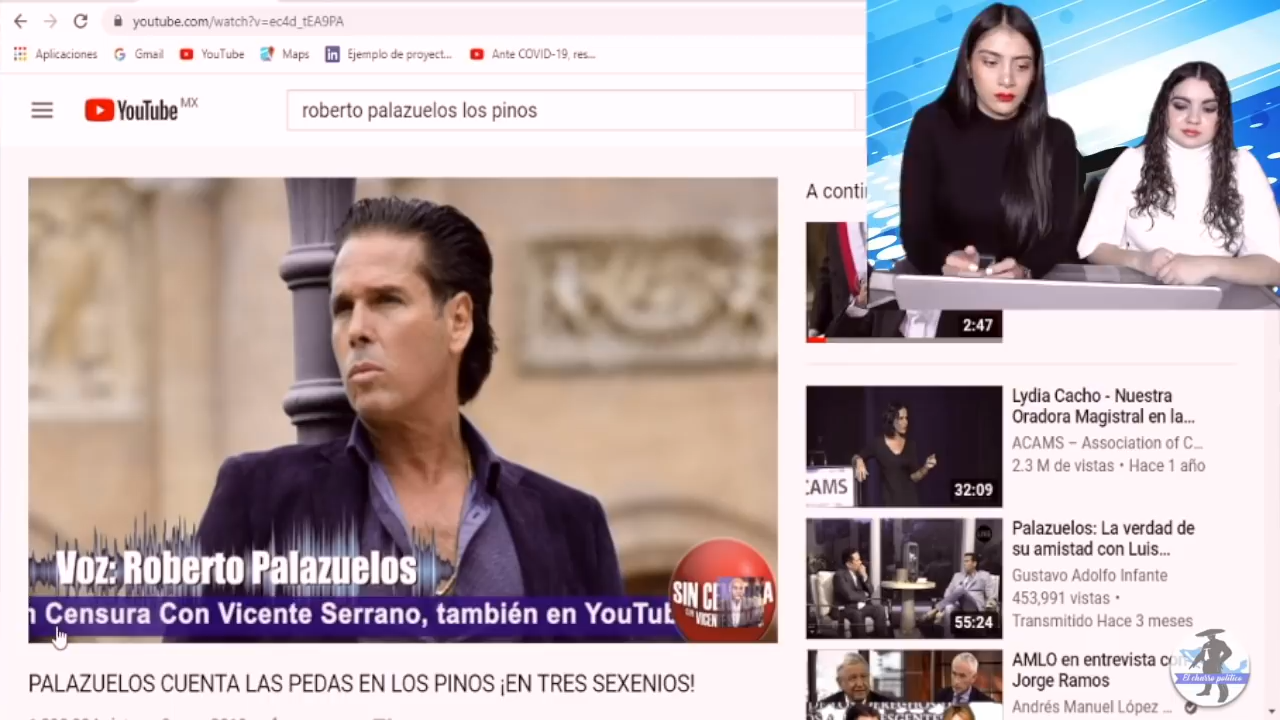 youtube.com/watch?v=ec4d_tEA9PA
Aplicaciones
Gmail
YouTube
Maps
Ejemplo de proyect...
Ante COVID-19, res...
YouTube MX
roberto palazuelos los pinos
A conti
2:47
Voz: Roberto Palazuelos
n Censura Con Vicente Serrano, también en YouTub
PALAZUELOS CUENTA LAS PEDAS EN LOS PINOS ¡EN TRES SEXENIOS!
Lydia Cacho - Nuestra
Oradora Magistral en la...
ACAMS – Association of C...
2.3 M de vistas • Hace 1 año
CAMS
32:09
Palazuelos: La verdad de
su amistad con Luis...
Gustavo Adolfo Infante
453,991 vistas •
Transmitido Hace 3 meses
55:24
AMLO en entrevista con
Jorge Ramos
Andrés Manuel López ...
El charro político